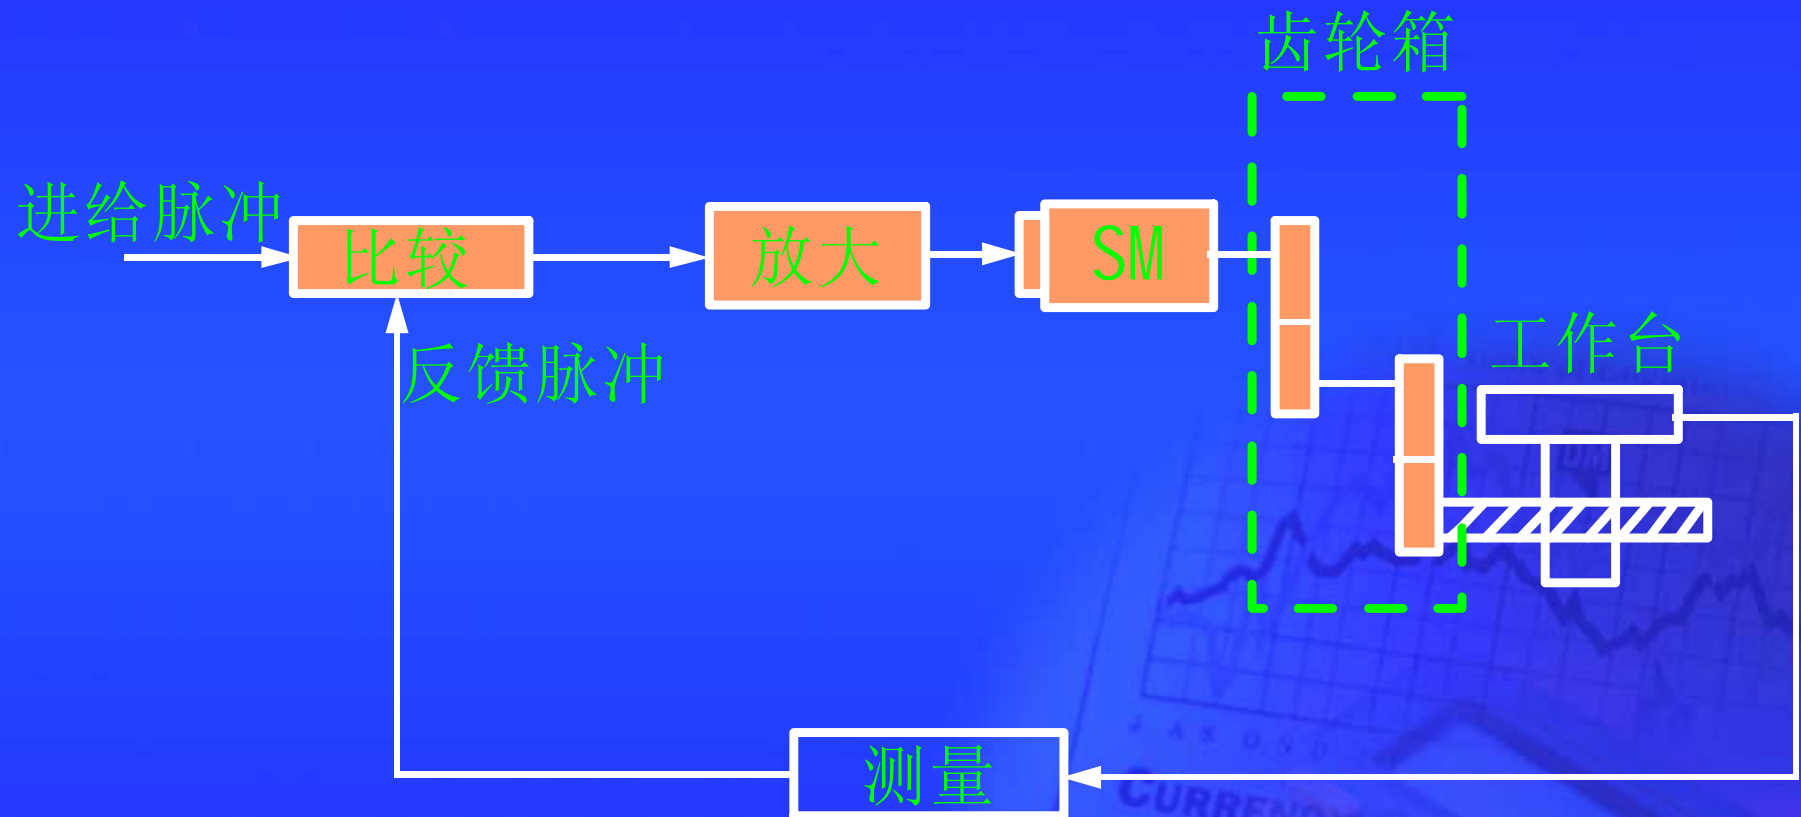 齿轮箱
进给脉冲
比较
放大
SM
反馈脉冲
工作台
测量
J A S O N D